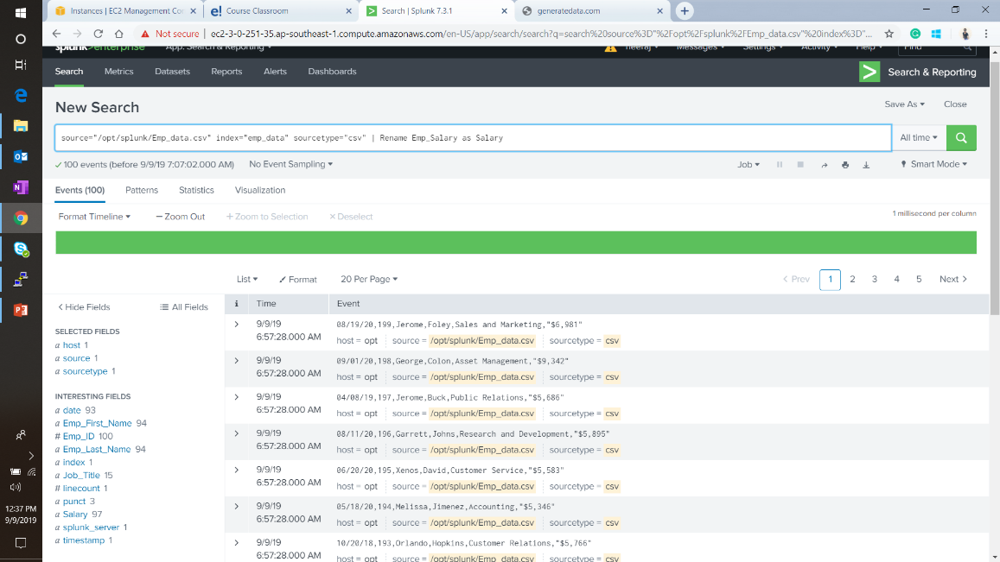 Instances | EC2 Management Co
Course Classroom
Search | Splunk 7.3.1
generatedata.com
Not secure | ec2-3-0-251-35.ap-southeast-1.compute.amazonaws.com/en-US/app/search/search?q=search%20source%3D"%2Fopt%2Fsplunk%2FEmp_data.csv"%20index%3D"...
splunk>enterprise App: Search & Reporting Messages Settings Activity Help Find
Search Metrics Datasets Reports Alerts Dashboards
Search & Reporting
New Search
Save As Close
source="/opt/splunk/Emp_data.csv" index="emp_data" sourcetype="csv" | Rename Emp_Salary as Salary
All time
100 events (before 9/9/19 7:07:02.000 AM) No Event Sampling
Job Smart Mode
Events (100) Patterns Statistics Visualization
Format Timeline — Zoom Out + Zoom to Selection × Deselect
1 millisecond per column
List Format 20 Per Page
< Prev 1 2 3 4 5 Next >
< Hide Fields All Fields
i Time Event
SELECTED FIELDS
a host 1
a source 1
a sourcetype 1
INTERESTING FIELDS
a date 93
a Emp_First_Name 94
# Emp_ID 100
a Emp_Last_Name 94
a index 1
a Job_Title 15
# linecount 1
a punct 3
a Salary 97
a splunk_server 1
a timestamp 1
9/9/19
6:57:28.000 AM
08/19/20,199,Jerome,Foley,Sales and Marketing,"$6,981"
host = opt source = /opt/splunk/Emp_data.csv sourcetype = csv
9/9/19
6:57:28.000 AM
09/01/20,198,George,Colon,Asset Management,"$9,342"
host = opt source = /opt/splunk/Emp_data.csv sourcetype = csv
9/9/19
6:57:28.000 AM
04/08/19,197,Jerome,Buck,Public Relations,"$5,686"
host = opt source = /opt/splunk/Emp_data.csv sourcetype = csv
9/9/19
6:57:28.000 AM
08/11/20,196,Garrett,Johns,Research and Development,"$5,895"
host = opt source = /opt/splunk/Emp_data.csv sourcetype = csv
9/9/19
6:57:28.000 AM
06/20/20,195,Xenos,David,Customer Service,"$5,583"
host = opt source = /opt/splunk/Emp_data.csv sourcetype = csv
9/9/19
6:57:28.000 AM
05/18/20,194,Melissa,Jimenez,Accounting,"$5,346"
host = opt source = /opt/splunk/Emp_data.csv sourcetype = csv
9/9/19
6:57:28.000 AM
10/20/18,193,Orlando,Hopkins,Customer Relations,"$5,766"
host = opt source = /opt/splunk/Emp_data.csv sourcetype = csv
12:37 PM
9/9/2019